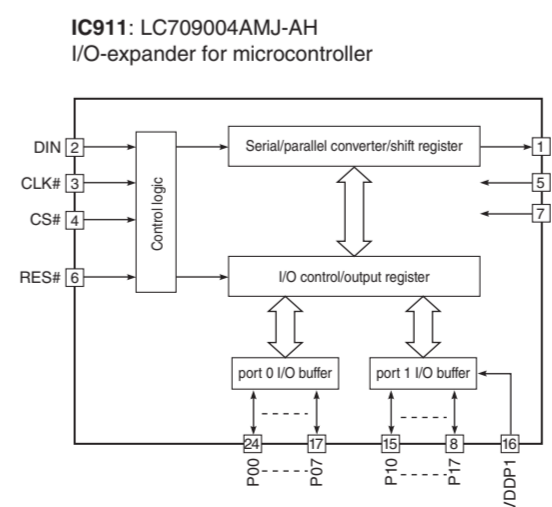 IC911: LC709004AMJ-AH
I/O-expander for microcontroller
DIN 2
CLK# 3
CS# 4
RES# 6
Control logic
Serial/parallel converter/shift register
1
5
7
I/O control/output register
port 0 I/O buffer
port 1 I/O buffer
24 17 15 8 16
P00 P07 P10 P17 /DDP1